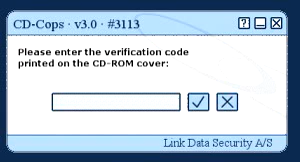 CD-Cops · v3.0 · #3113
Please enter the verification code
printed on the CD-ROM cover:
Link Data Security A/S